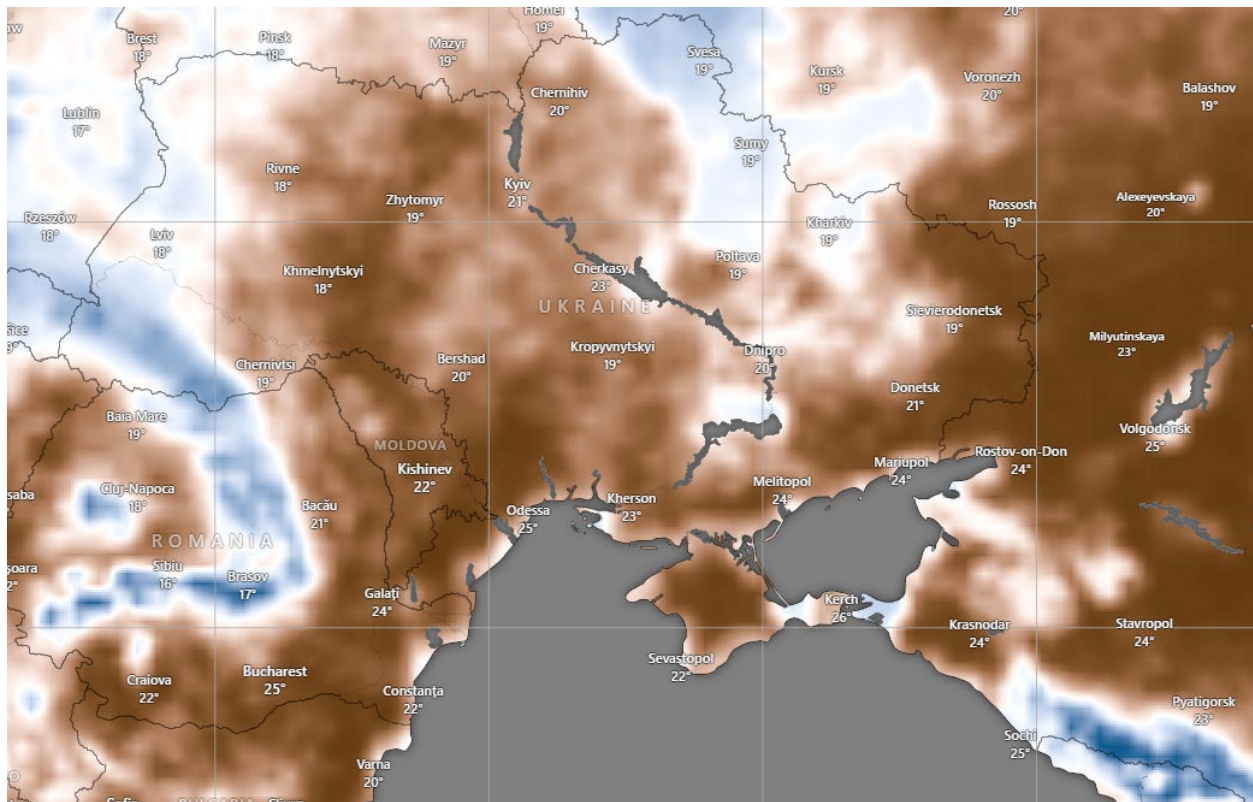 Homel
19°
20°
Brest
18°
Pinsk
18°
Mazyr
19°
Svesa
19°
Kursk
19°
Voronezh
20°
Balashov
19°
Chernihiv
20°
Lublin
17°
Sumy
19°
Rivne
18°
Kyiv
21°
Zhytomyr
19°
Alexeyevskaya
20°
Rossosh
19°
Rzeszów
18°
Lviv
18°
Kharkiv
19°
Poltava
19°
Khmelnytskyi
18°
Cherkasy
23°
UKRAINE
Sievierodonetsk
19°
Milyutinskaya
23°
Kropyvnytskyi
19°
Dnipro
20°
Bershad
20°
Chernivtsi
19°
Donetsk
21°
Baia Mare
19°
Volgodonsk
25°
MOLDOVA
Kishinev
22°
Rostov-on-Don
24°
Mariupol
24°
Melitopol
24°
Cluj-Napoca
18°
Kherson
23°
Bacău
21°
Odessa
25°
ROMANIA
Sibiu
16°
Brasov
17°
Galați
24°
Kerch
26°
Krasnodar
24°
Stavropol
24°
Sevastopol
22°
Craiova
22°
Bucharest
25°
Constanța
22°
Pyatigorsk
23°
Sochi
25°
Varna
20°